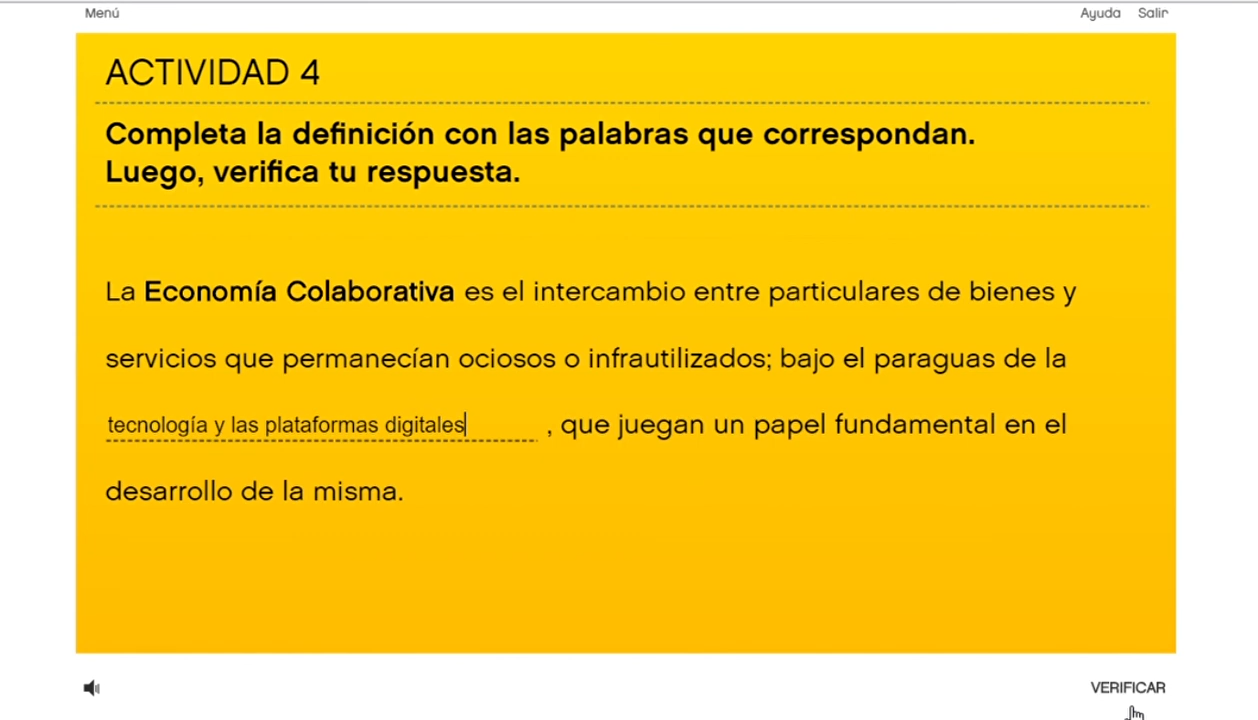 Menú
Ayuda Salir
ACTIVIDAD 4
Completa la definición con las palabras que correspondan.
Luego, verifica tu respuesta.
La Economía Colaborativa es el intercambio entre particulares de bienes y
servicios que permanecían ociosos o infrautilizados; bajo el paraguas de la
tecnología y las plataformas digitales , que juegan un papel fundamental en el
desarrollo de la misma.
VERIFICAR